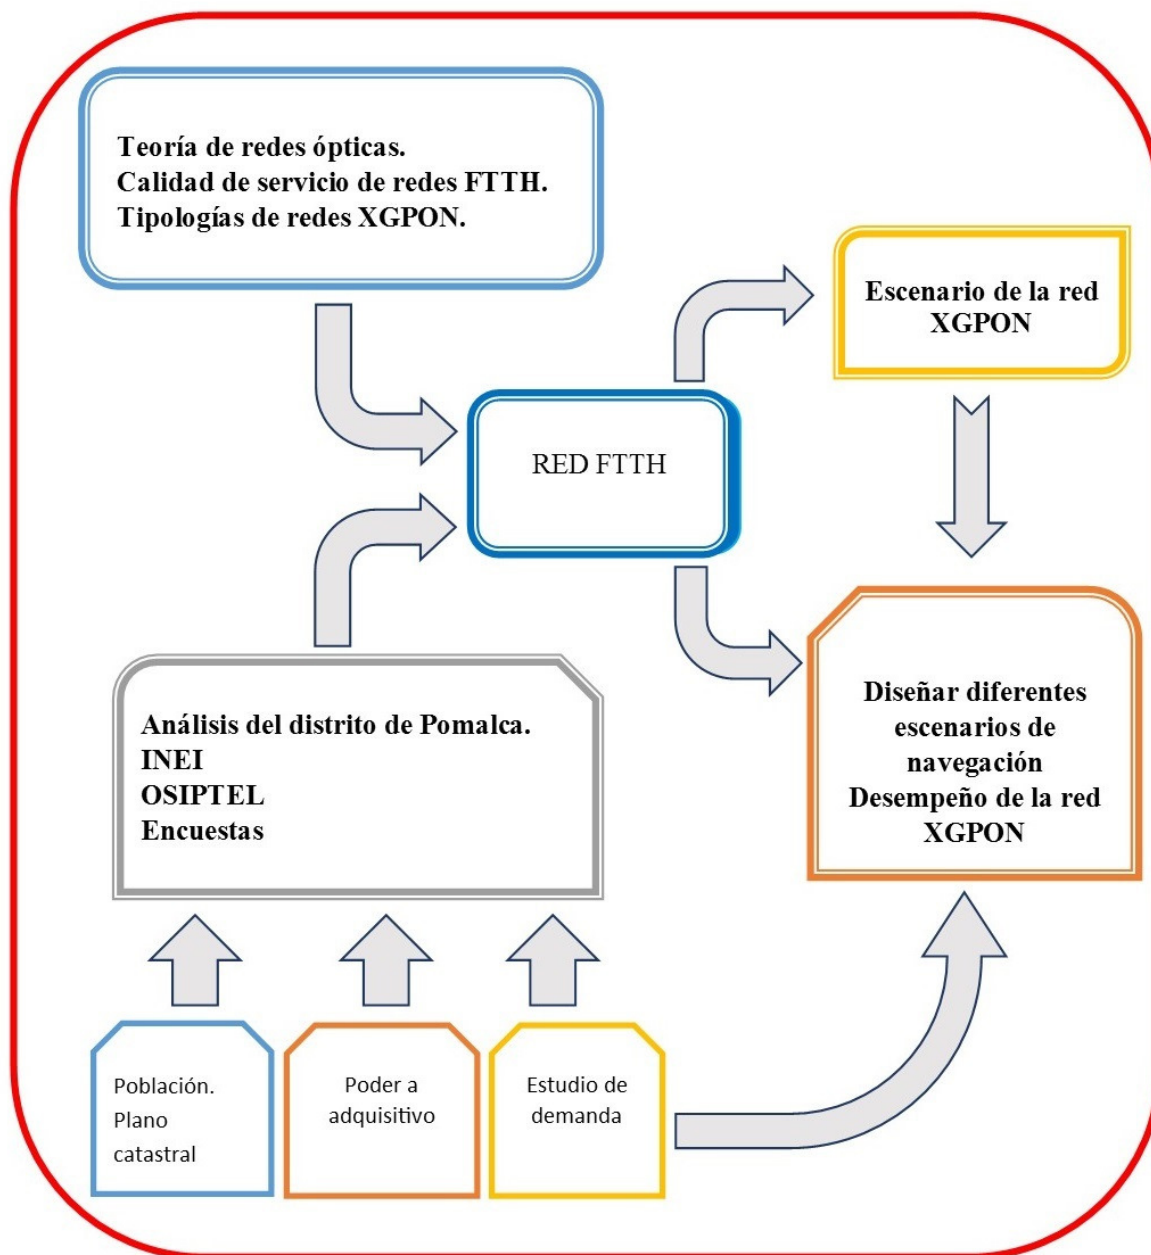 Teoría de redes ópticas.
Calidad de servicio de redes FTTH.
Tipologías de redes XGPON.
Escenario de la red
XGPON
RED FTTH
Diseñar diferentes
escenarios de
navegación
Desempeño de la red
XGPON
Análisis del distrito de Pomalca.
INEI
OSIPTEL
Encuestas
Población.
Plano
catastral
Poder a
adquisitivo
Estudio de
demanda